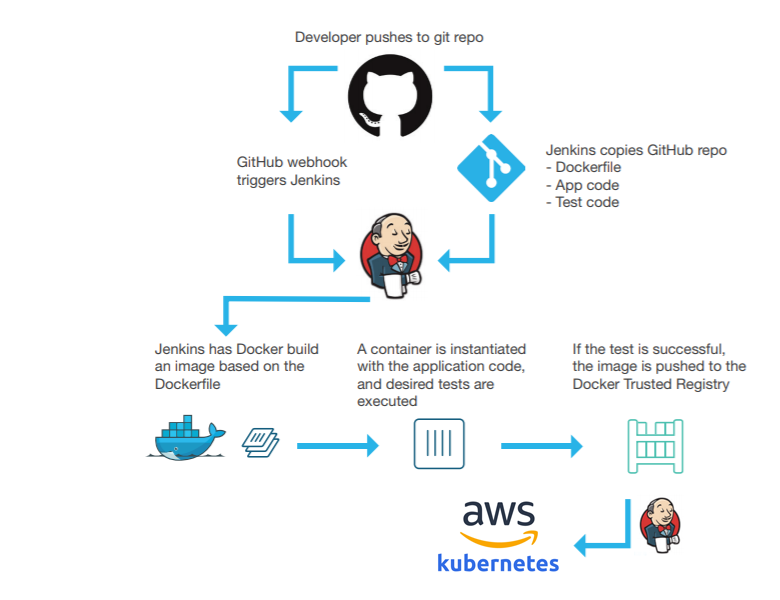 Developer pushes to git repo
GitHub webhook
triggers Jenkins
Jenkins copies GitHub repo
- Dockerfile
- App code
- Test code
Jenkins has Docker build
an image based on the
Dockerfile
A container is instantiated
with the application code,
and desired tests are
executed
If the test is successful,
the image is pushed to the
Docker Trusted Registry
aws
kubernetes